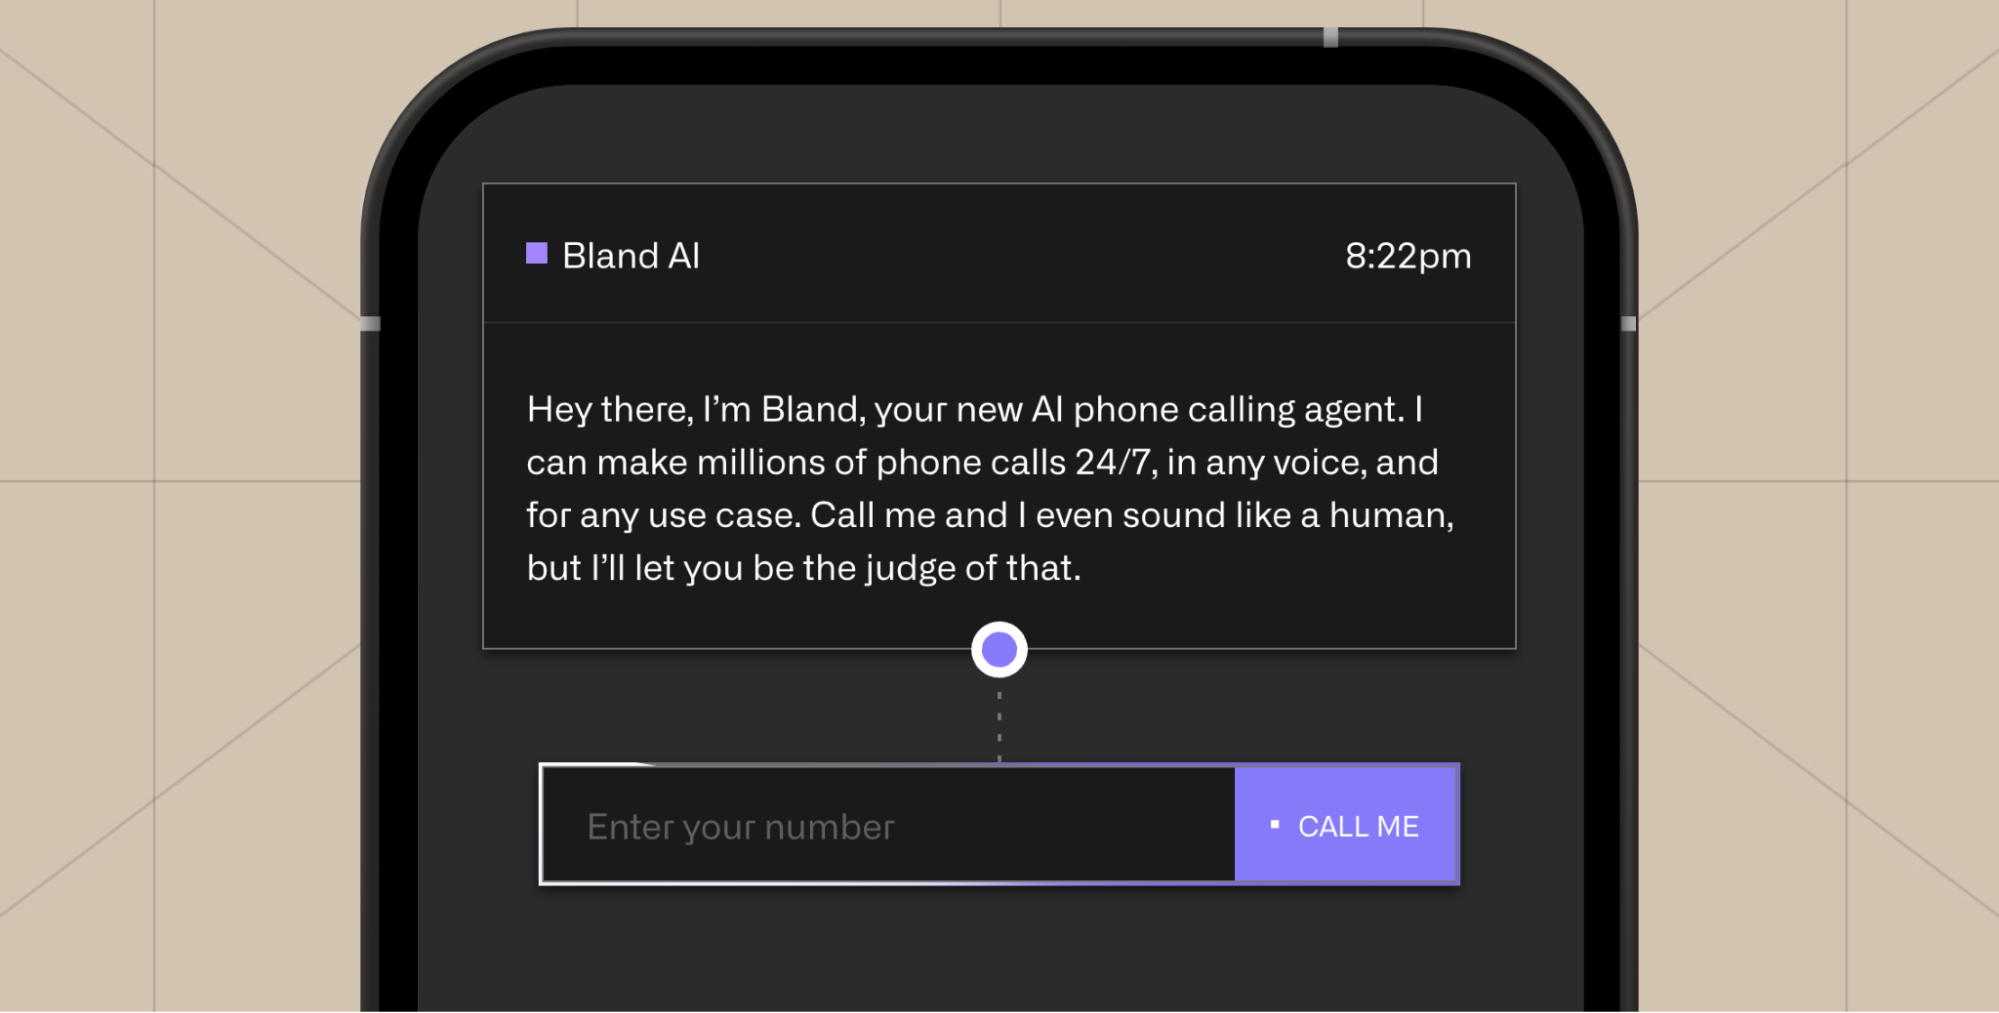 Bland AI
8:22pm
Hey there, I’m Bland, your new AI phone calling agent. I
can make millions of phone calls 24/7, in any voice, and
for any use case. Call me and I even sound like a human,
but I’ll let you be the judge of that.
Enter your number
CALL ME